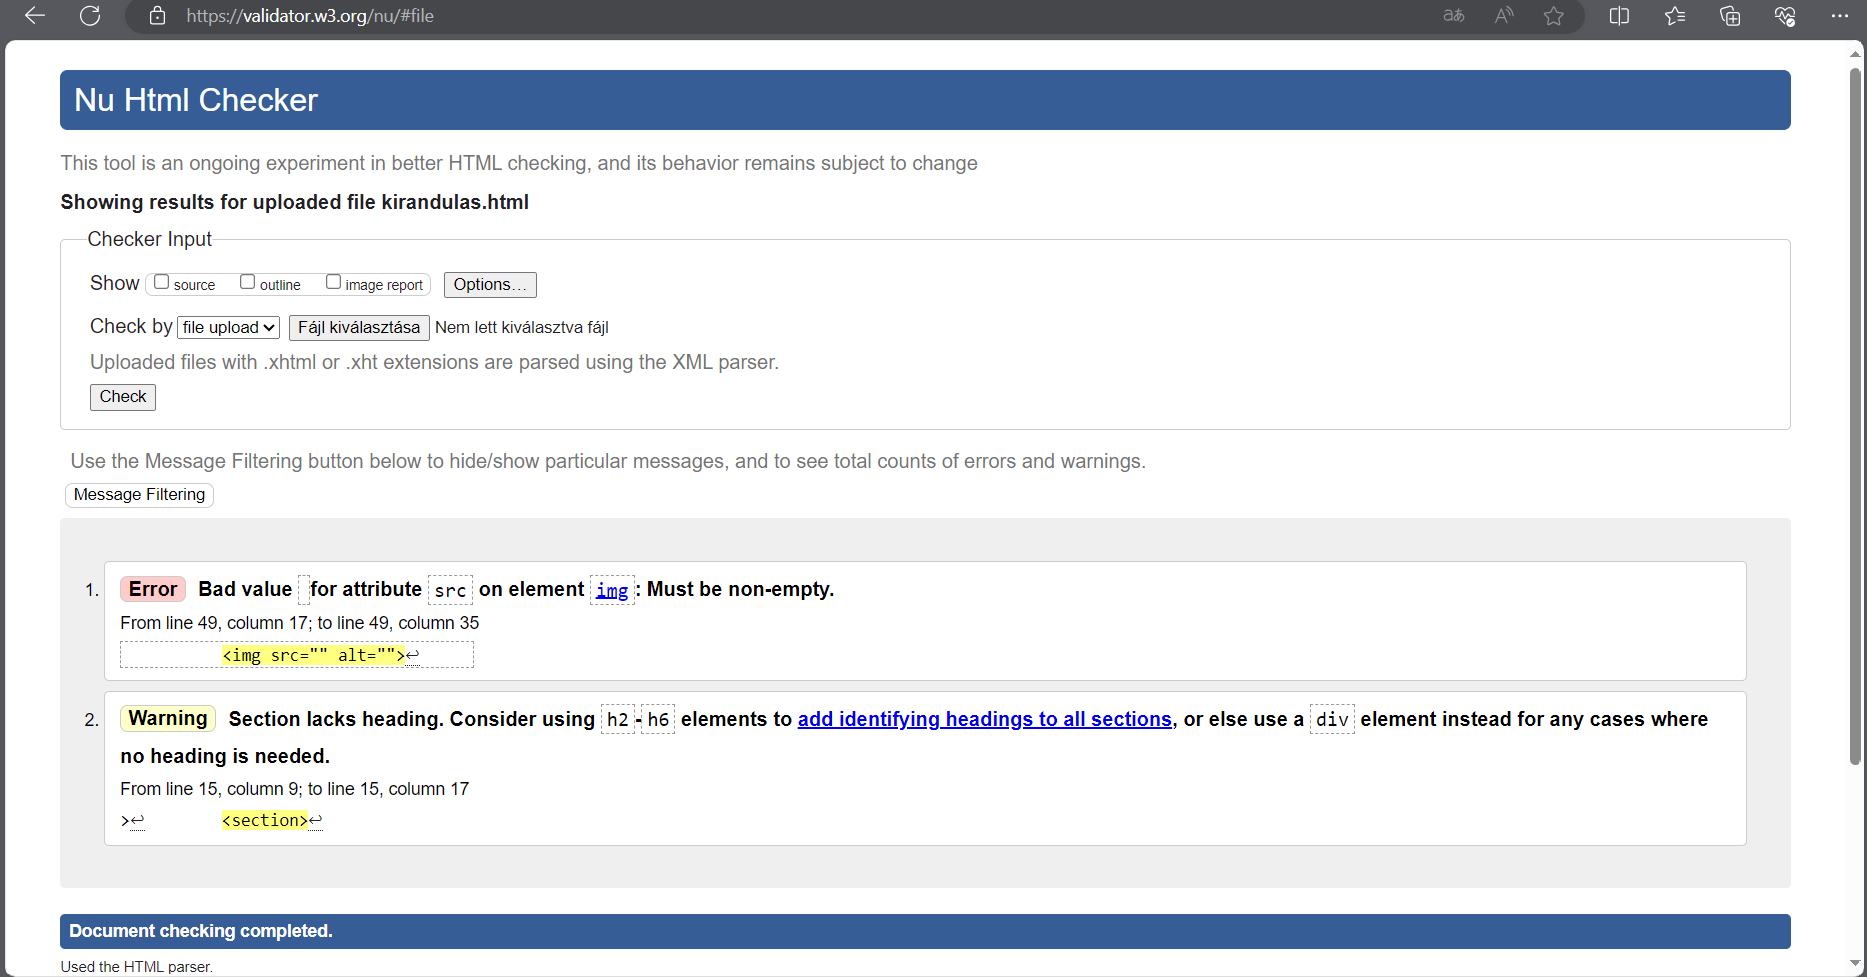 https://validator.w3.org/nu/#file
Nu Html Checker
This tool is an ongoing experiment in better HTML checking, and its behavior remains subject to change
Showing results for uploaded file kirandulas.html
Checker Input
Show source outline image report Options...
Check by file upload Fájl kiválasztása Nem lett kiválasztva fájl
Uploaded files with .xhtml or .xht extensions are parsed using the XML parser.
Check
Use the Message Filtering button below to hide/show particular messages, and to see total counts of errors and warnings.
Message Filtering
1. Error Bad value for attribute src on element img: Must be non-empty.
From line 49, column 17; to line 49, column 35
<img src="" alt="">↩
2. Warning Section lacks heading. Consider using h2-h6 elements to add identifying headings to all sections, or else use a div element instead for any cases where
no heading is needed.
From line 15, column 9; to line 15, column 17
>↩ <section>↩
Document checking completed.
Used the HTML parser.